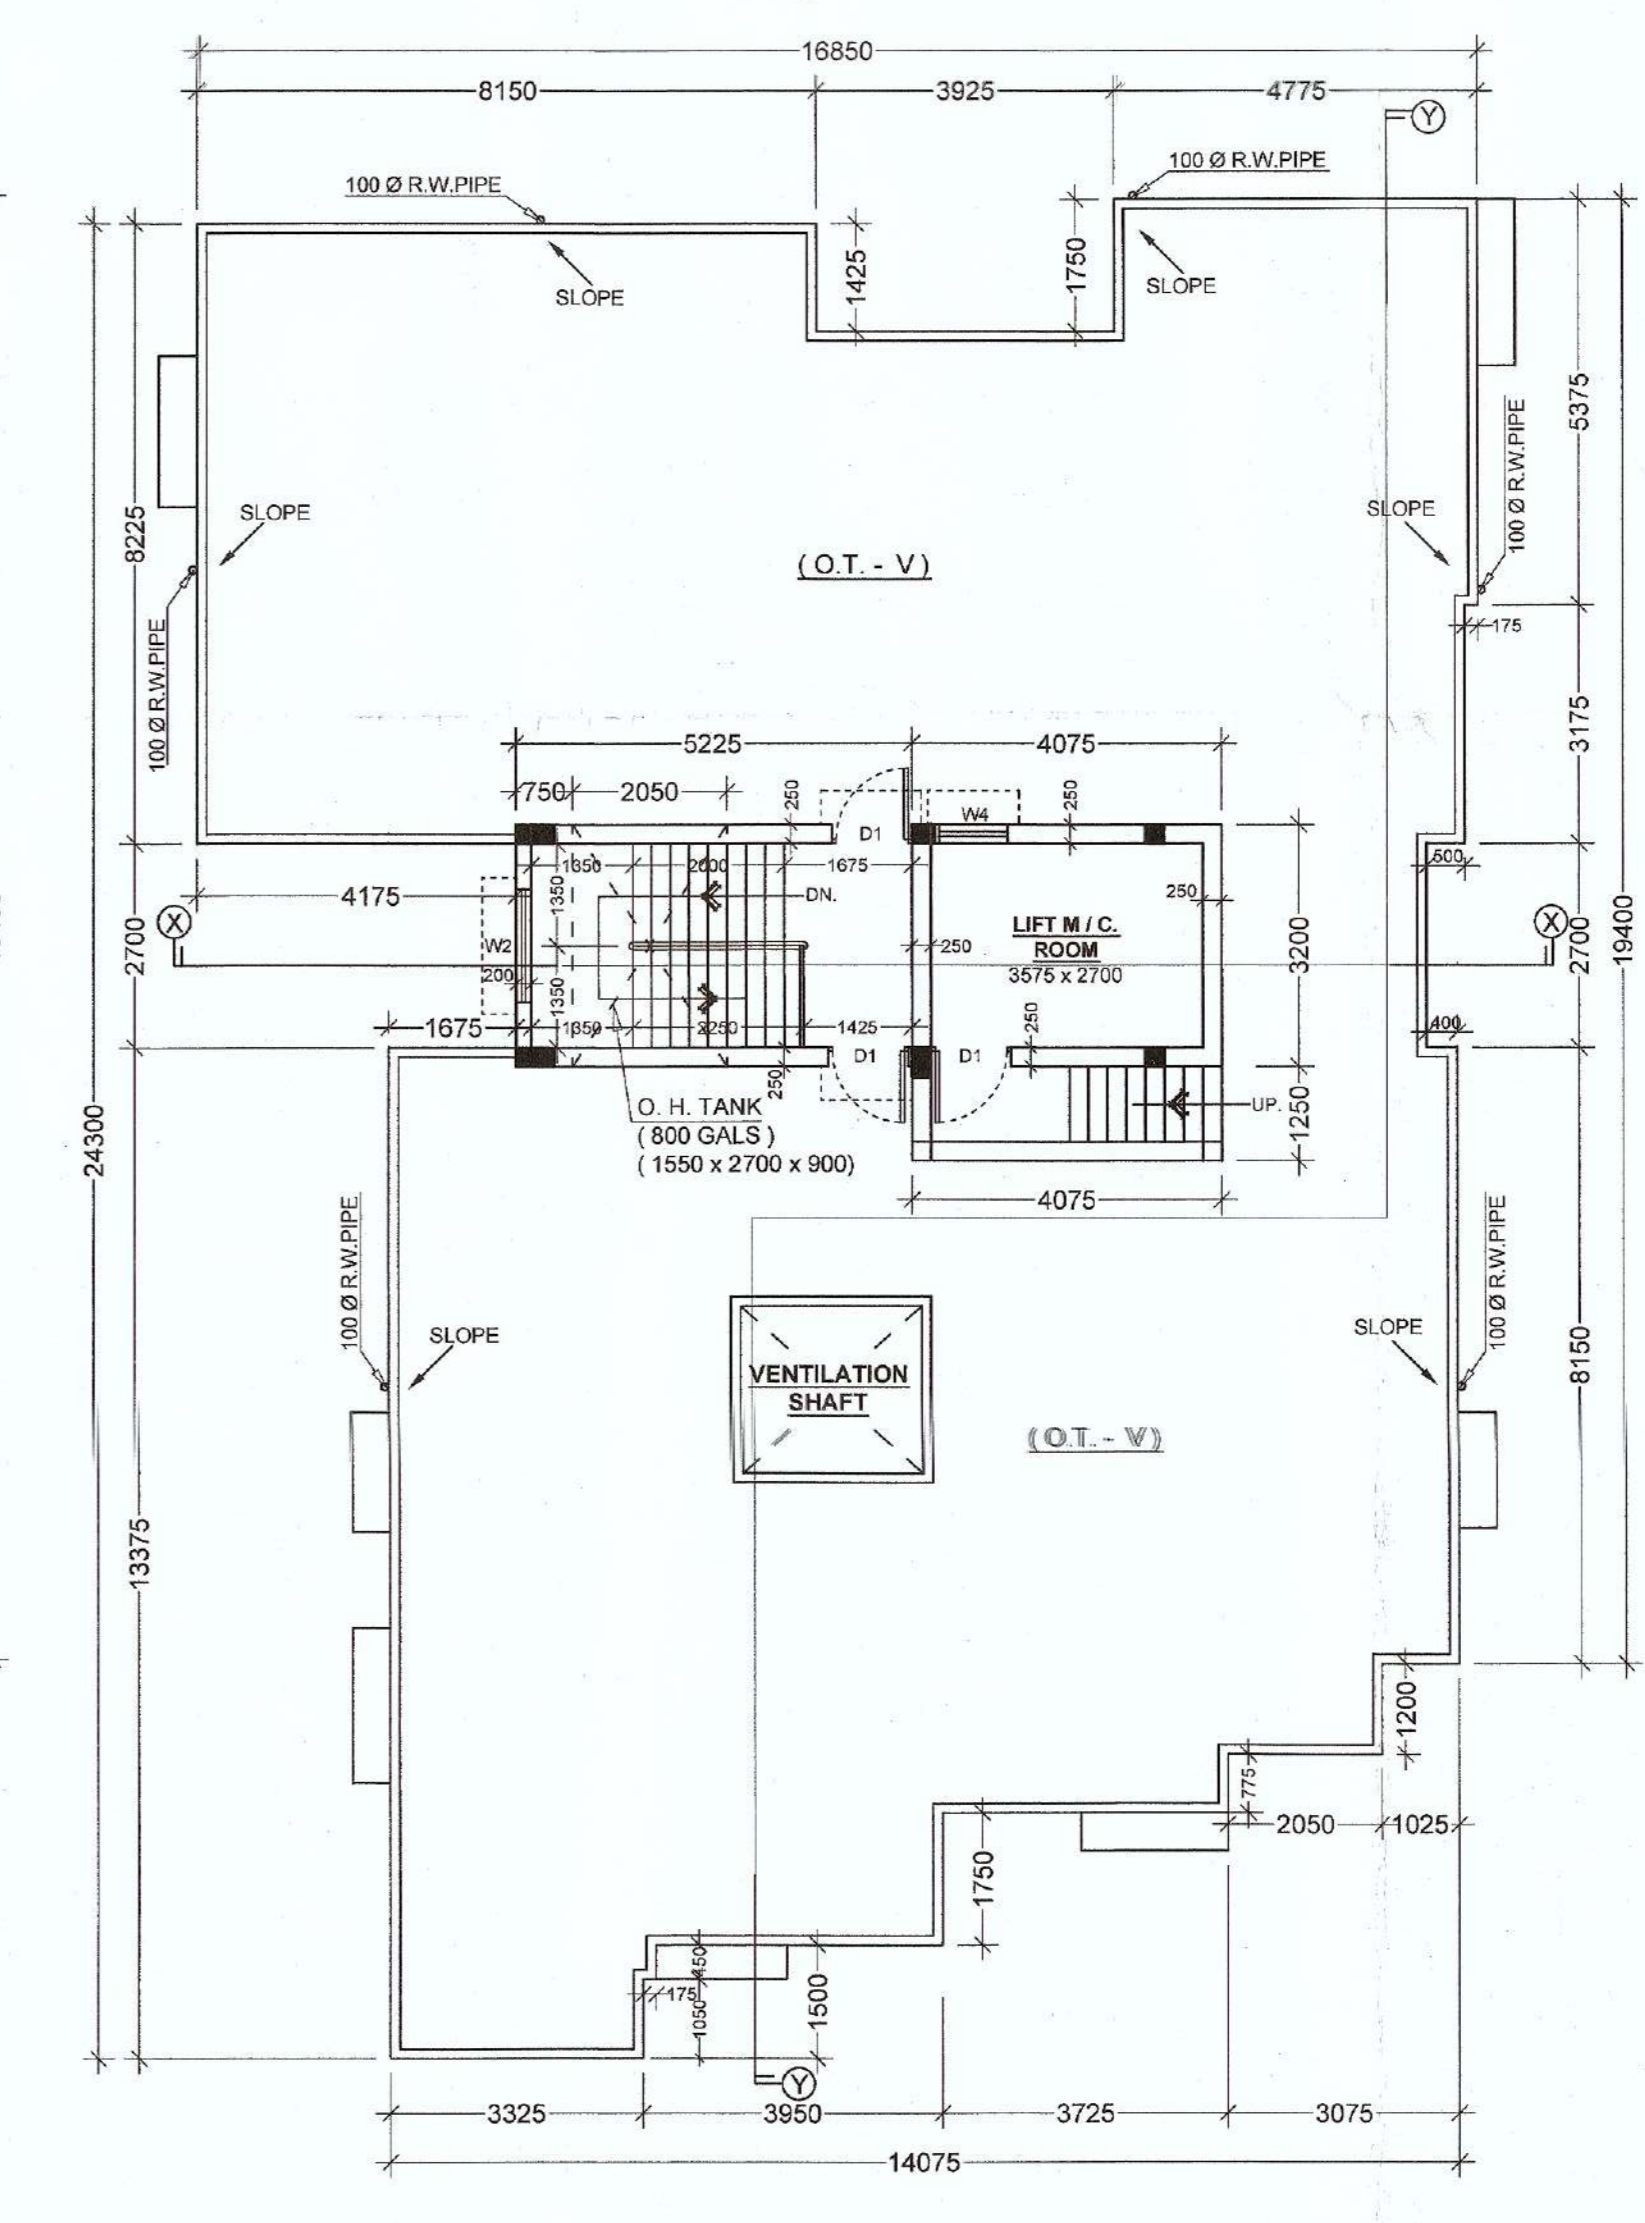 16850
8150
3925
4775
Y
100 Ø R.W.PIPE
100 Ø R.W.PIPE
SLOPE
SLOPE
1425
1750
5375
100 Ø R.W.PIPE
8225
SLOPE
SLOPE
( O.T. - V )
175
100 Ø R.W.PIPE
3175
5225
4075
750
2050
250
250
W4
D1
1350
2000
1675
500
4175
1350
DN.
250
X
X
2700
W2
200
1350
250
LIFT M / C.
ROOM
3575 x 2700
3200
2700
19400
1675
1350
2250
1425
250
400
D1
D1
250
O. H. TANK
( 800 GALS )
( 1550 x 2700 x 900)
UP.
1250
24300
4075
100 Ø R.W.PIPE
100 Ø R.W.PIPE
SLOPE
SLOPE
8150
VENTILATION
SHAFT
( O.T. - V )
13375
1200
775
2050
1025
1750
450
175
1050
1500
Y
3325
3950
3725
3075
14075